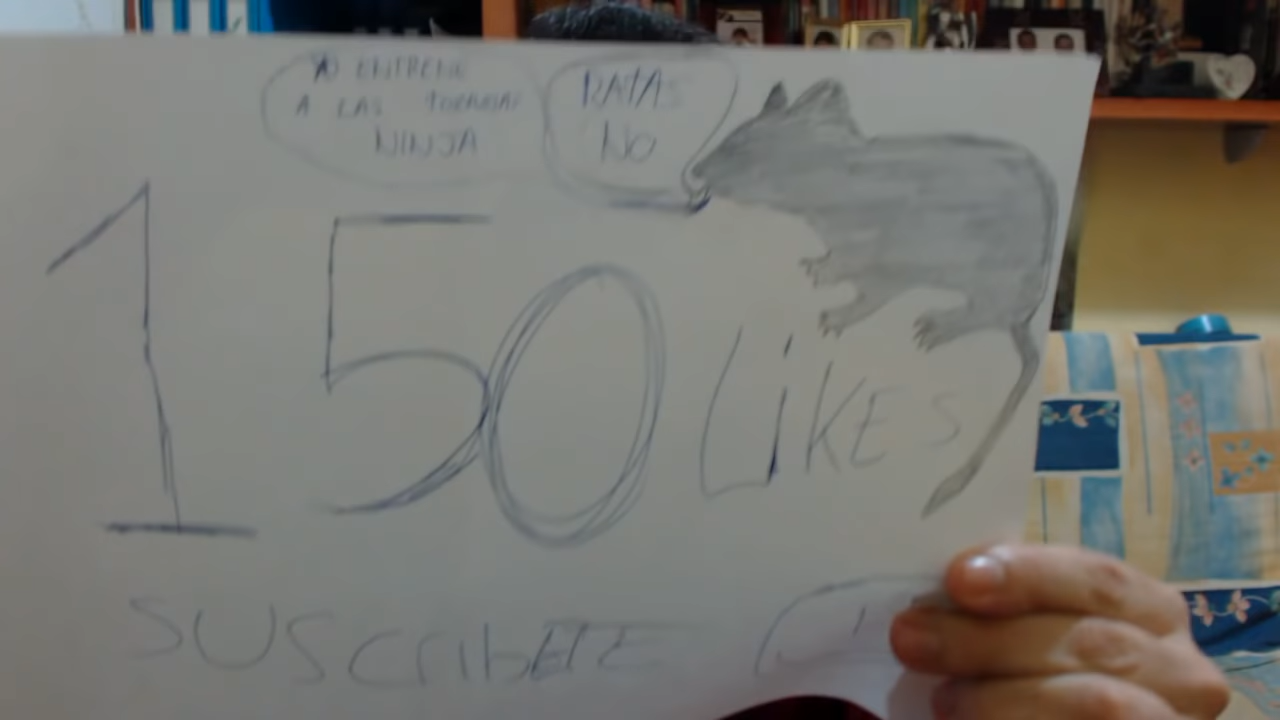 YO ENTRENE
A LAS TORTUGAS
NINJA
RATAS
NO
150 LiKES
SUSCribETE